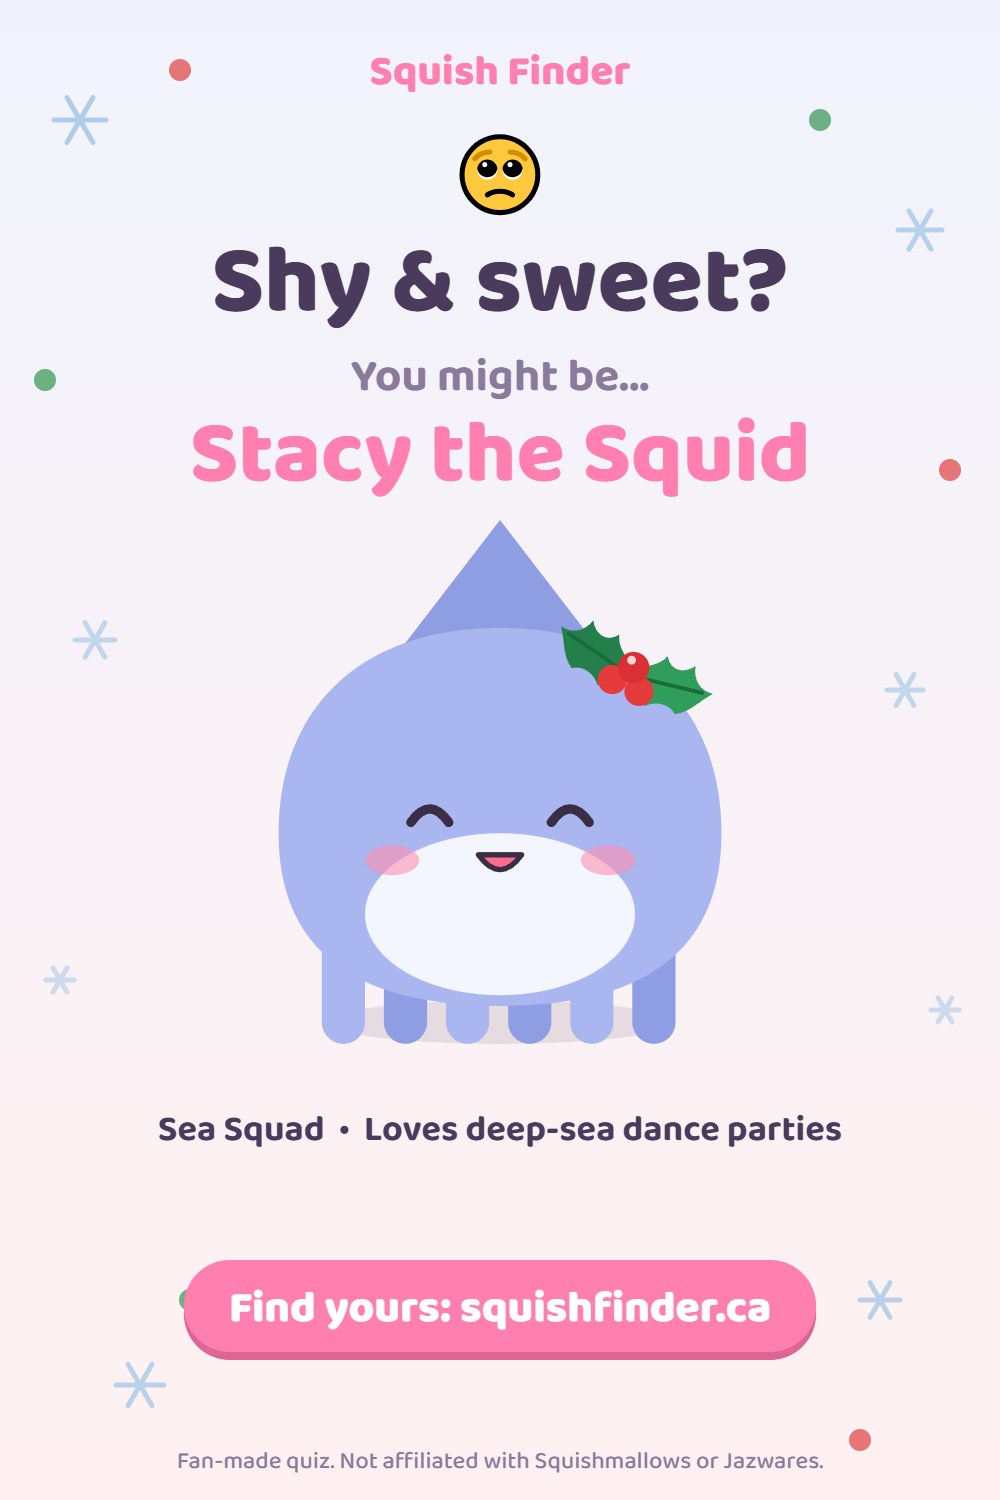 Squish Finder
Shy & sweet?
You might be...
Stacy the Squid
Sea Squad • Loves deep-sea dance parties
Find yours: squishfinder.ca
Fan-made quiz. Not affiliated with Squishmallows or Jazwares.